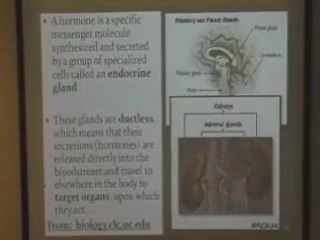 • A hormone is a specific
messenger molecule
synthesized and secreted
by a group of specialized
cells called an endocrine
gland.
• These glands are ductless,
which means that their
secretions (hormones) are
released directly into the
bloodstream and travel to
• elsewhere in the body to
target organs, upon which
they act.
From: biology.clc.uc.edu
Pituitary and Pineal Glands
Pineal gland
Cerebellum
Pituitary gland
Kidneys
Adrenal glands